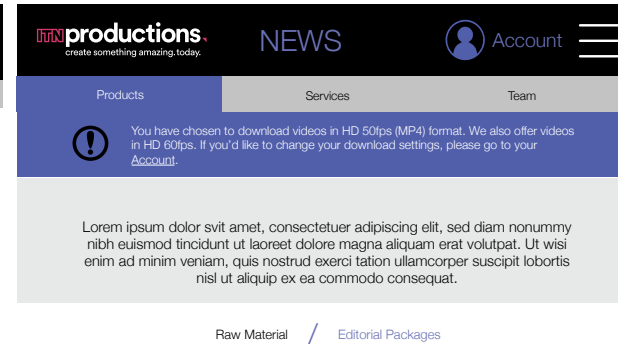 ITN productions.
create something amazing.today.
NEWS
Account
Products
Services
Team
You have chosen to download videos in HD 50fps (MP4) format. We also offer videos
in HD 60fps. If you'd like to change your download settings, please go to your
Account.
Lorem ipsum dolor svit amet, consectetuer adipiscing elit, sed diam nonummy
nibh euismod tincidunt ut laoreet dolore magna aliquam erat volutpat. Ut wisi
enim ad minim veniam, quis nostrud exerci tation ullamcorper suscipit lobortis
nisl ut aliquip ex ea commodo consequat.
Raw Material / Editorial Packages